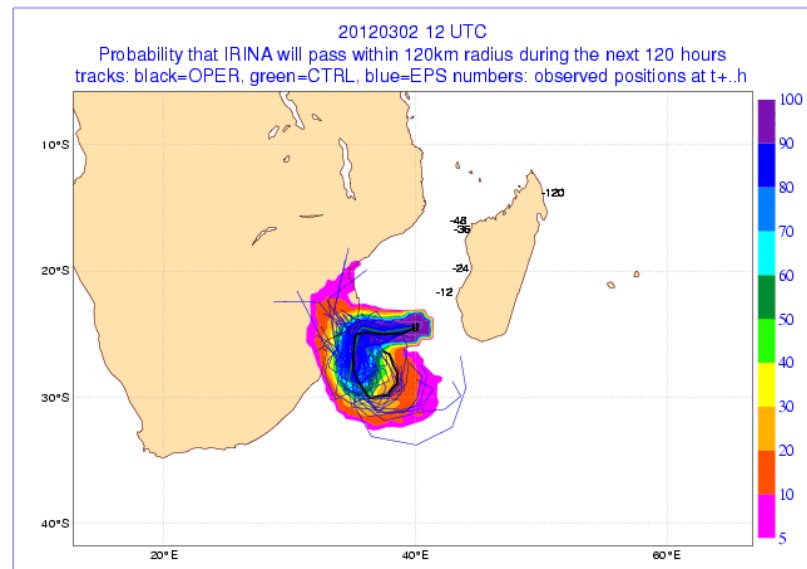 20120302 12 UTC
Probability that IRINA will pass within 120km radius during the next 120 hours
tracks: black=OPER, green=CTRL, blue=EPS numbers: observed positions at t+..h
100
90
80
70
60
50
40
30
20
10
5
10°S
20°S
30°S
40°S
20°E
40°E
60°E
-120
-48
-36
-24
-12
0